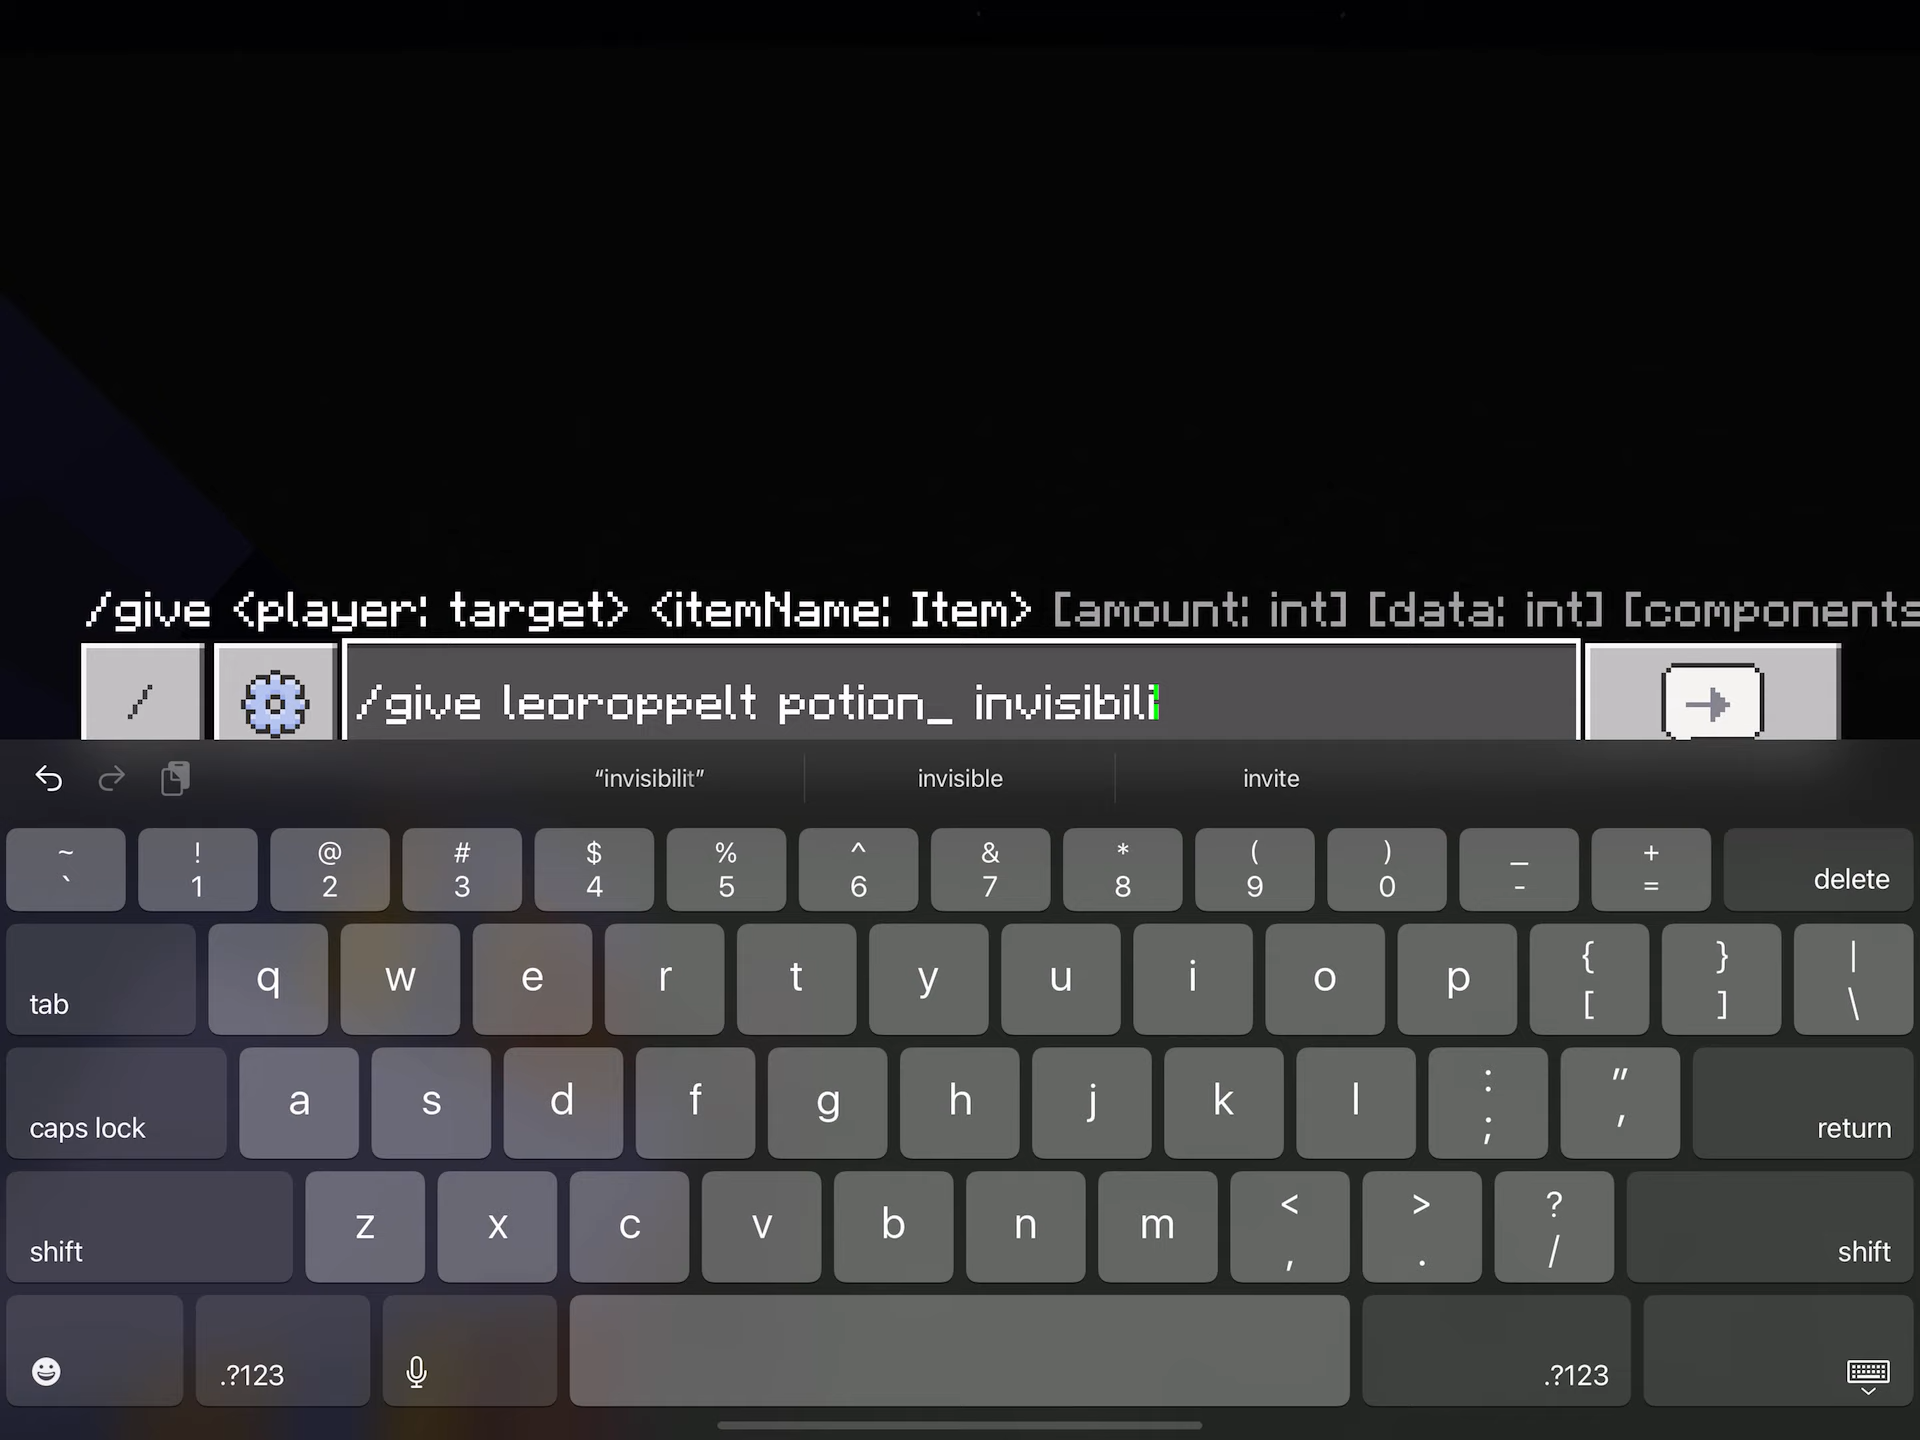 /give <player: target> <itemName: Item> [amount: int] [data: int] [components
/
/give leoroppelt potion_ invisibili
“invisibilit” invisible invite
~ ! @ # $ % ^ & * ( ) _ +
` 1 2 3 4 5 6 7 8 9 0 - = delete
tab q w e r t y u i o p { [ } ] | \
caps lock a s d f g h j k l : ; " ' return
shift z x c v b n m < , > . ? / shift
.?123 .?123